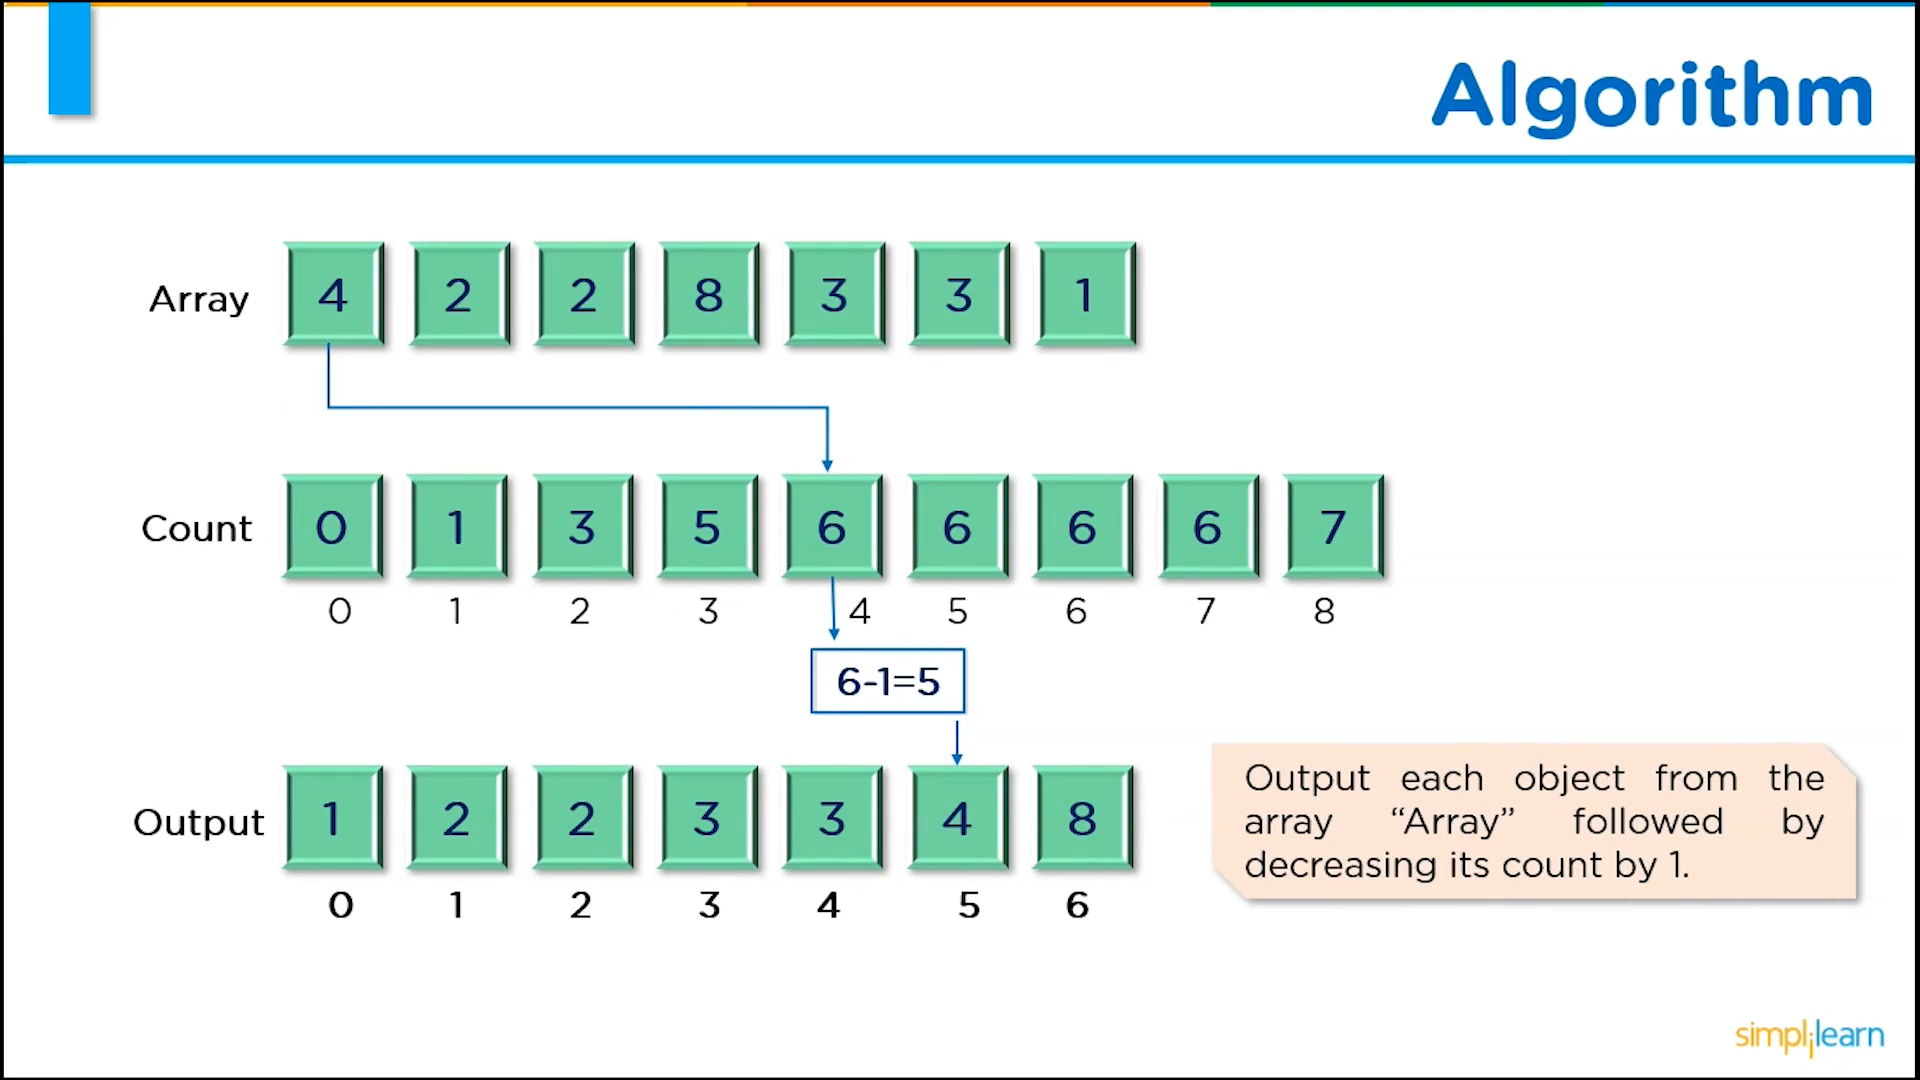 Algorithm
Array 4 2 2 8 3 3 1
Count 0 1 3 5 6 6 6 6 7
0 1 2 3 4 5 6 7 8
6-1=5
Output 1 2 2 3 3 4 8
0 1 2 3 4 5 6
Output each object from the
array “Array” followed by
decreasing its count by 1.
simplilearn